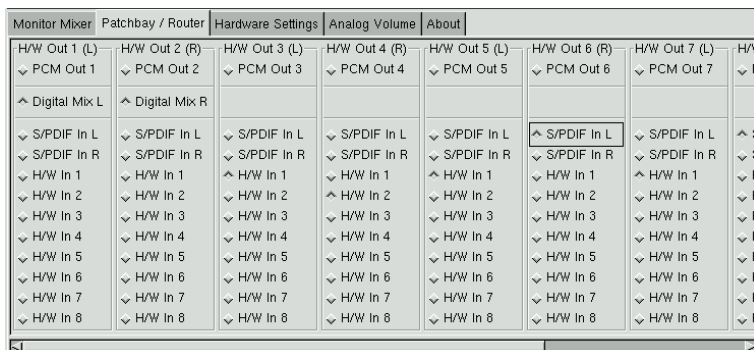 Monitor Mixer Patchbay / Router Hardware Settings Analog Volume About
H/W Out 1 (L) H/W Out 2 (R) H/W Out 3 (L) H/W Out 4 (R) H/W Out 5 (L) H/W Out 6 (R) H/W Out 7 (L)
PCM Out 1 PCM Out 2 PCM Out 3 PCM Out 4 PCM Out 5 PCM Out 6 PCM Out 7
Digital Mix L Digital Mix R
S/PDIF In L S/PDIF In L S/PDIF In L S/PDIF In L S/PDIF In L S/PDIF In L S/PDIF In L
S/PDIF In R S/PDIF In R S/PDIF In R S/PDIF In R S/PDIF In R S/PDIF In R S/PDIF In R
H/W In 1 H/W In 1 H/W In 1 H/W In 1 H/W In 1 H/W In 1 H/W In 1
H/W In 2 H/W In 2 H/W In 2 H/W In 2 H/W In 2 H/W In 2 H/W In 2
H/W In 3 H/W In 3 H/W In 3 H/W In 3 H/W In 3 H/W In 3 H/W In 3
H/W In 4 H/W In 4 H/W In 4 H/W In 4 H/W In 4 H/W In 4 H/W In 4
H/W In 5 H/W In 5 H/W In 5 H/W In 5 H/W In 5 H/W In 5 H/W In 5
H/W In 6 H/W In 6 H/W In 6 H/W In 6 H/W In 6 H/W In 6 H/W In 6
H/W In 7 H/W In 7 H/W In 7 H/W In 7 H/W In 7 H/W In 7 H/W In 7
H/W In 8 H/W In 8 H/W In 8 H/W In 8 H/W In 8 H/W In 8 H/W In 8